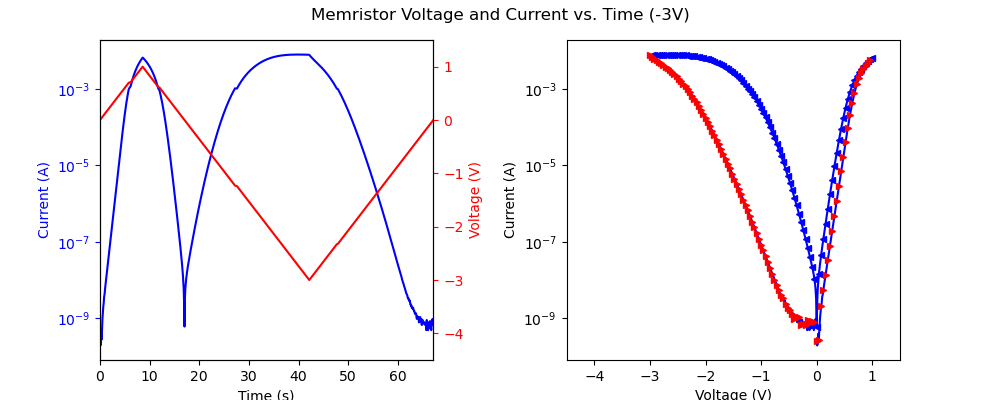 Memristor Voltage and Current vs. Time (-3V)
Current (A)
10⁻³
10⁻⁵
10⁻⁷
10⁻⁹
0 10 20 30 40 50 60
Time (s)
1
0
−1
−2
−3
−4
Voltage (V)
Current (A)
10⁻³
10⁻⁵
10⁻⁷
10⁻⁹
−4 −3 −2 −1 0 1
Voltage (V)